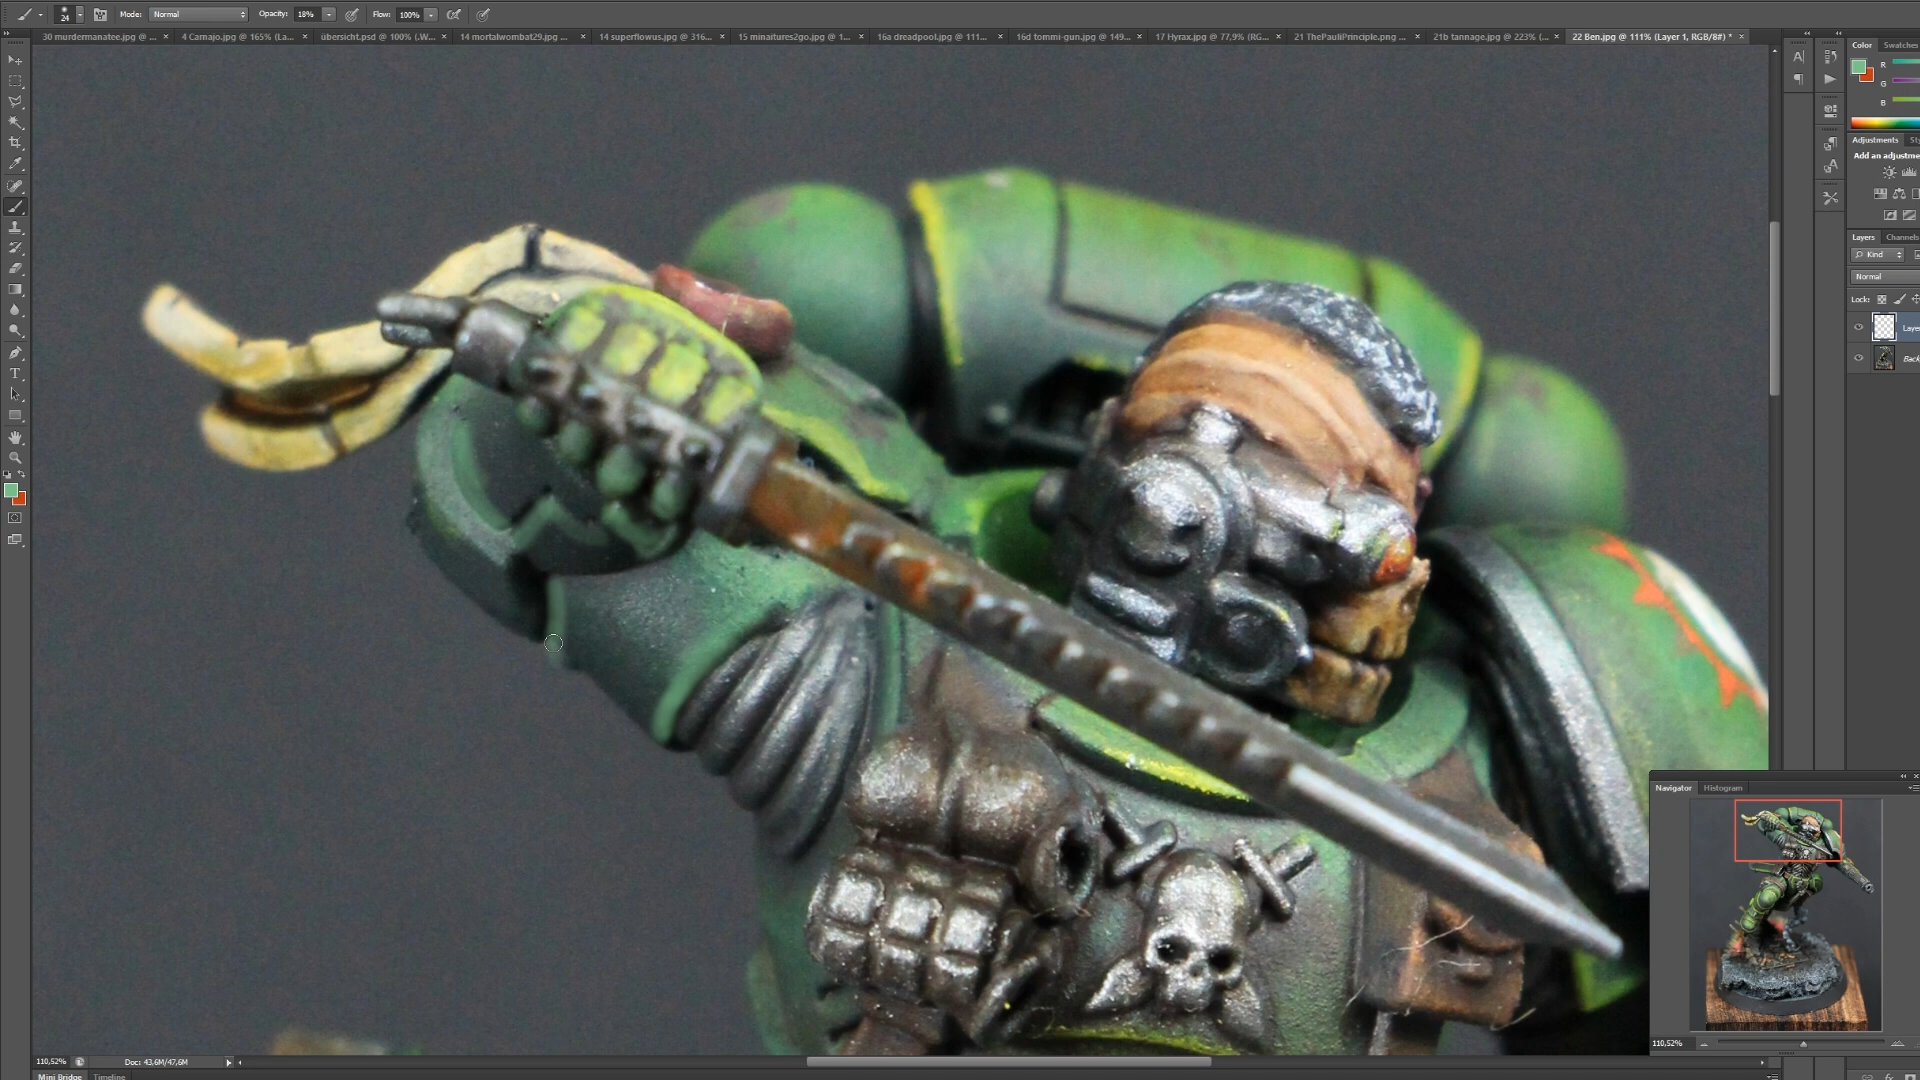 24 Mode: Normal Opacity: 18% Flow: 100%
30 murdermanatee.jpg @ ... × 4 Carnajo.jpg @ 165% (La... × übersicht.psd @ 100% (.W... × 14 mortalwombat29.jpg ... × 14 superflowus.jpg @ 316... × 15 minaitures2go.jpg @ 1... × 16a dreadpool.jpg @ 111... × 16d tommi-gun.jpg @ 149... × 17 Hyrax.jpg @ 77,9% (RG... × 21 ThePauliPrinciple.png ... × 21b tannage.jpg @ 223% (... × 22 Ben.jpg @ 111% (Layer 1, RGB/8#) * ×
Color Swatches
R
G
B
Adjustments
Add an adjustme
Layers Channels
Kind
Normal
Lock:
Laye
Back
Navigator Histogram
110,52%
110,52% Doc: 43,6M/47,6M
Mini Bridge Timeline